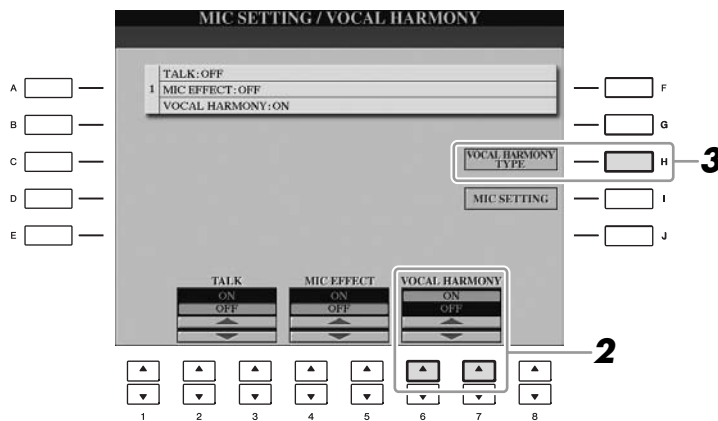 MIC SETTING / VOCAL HARMONY
TALK:OFF
1 MIC EFFECT:OFF
VOCAL HARMONY:ON
A
F
B
G
C
VOCAL HARMONY
TYPE
H
3
D
MIC SETTING
I
E
J
TALK
MIC EFFECT
VOCAL HARMONY
ON
ON
ON
OFF
OFF
OFF
2
1
2
3
4
5
6
7
8